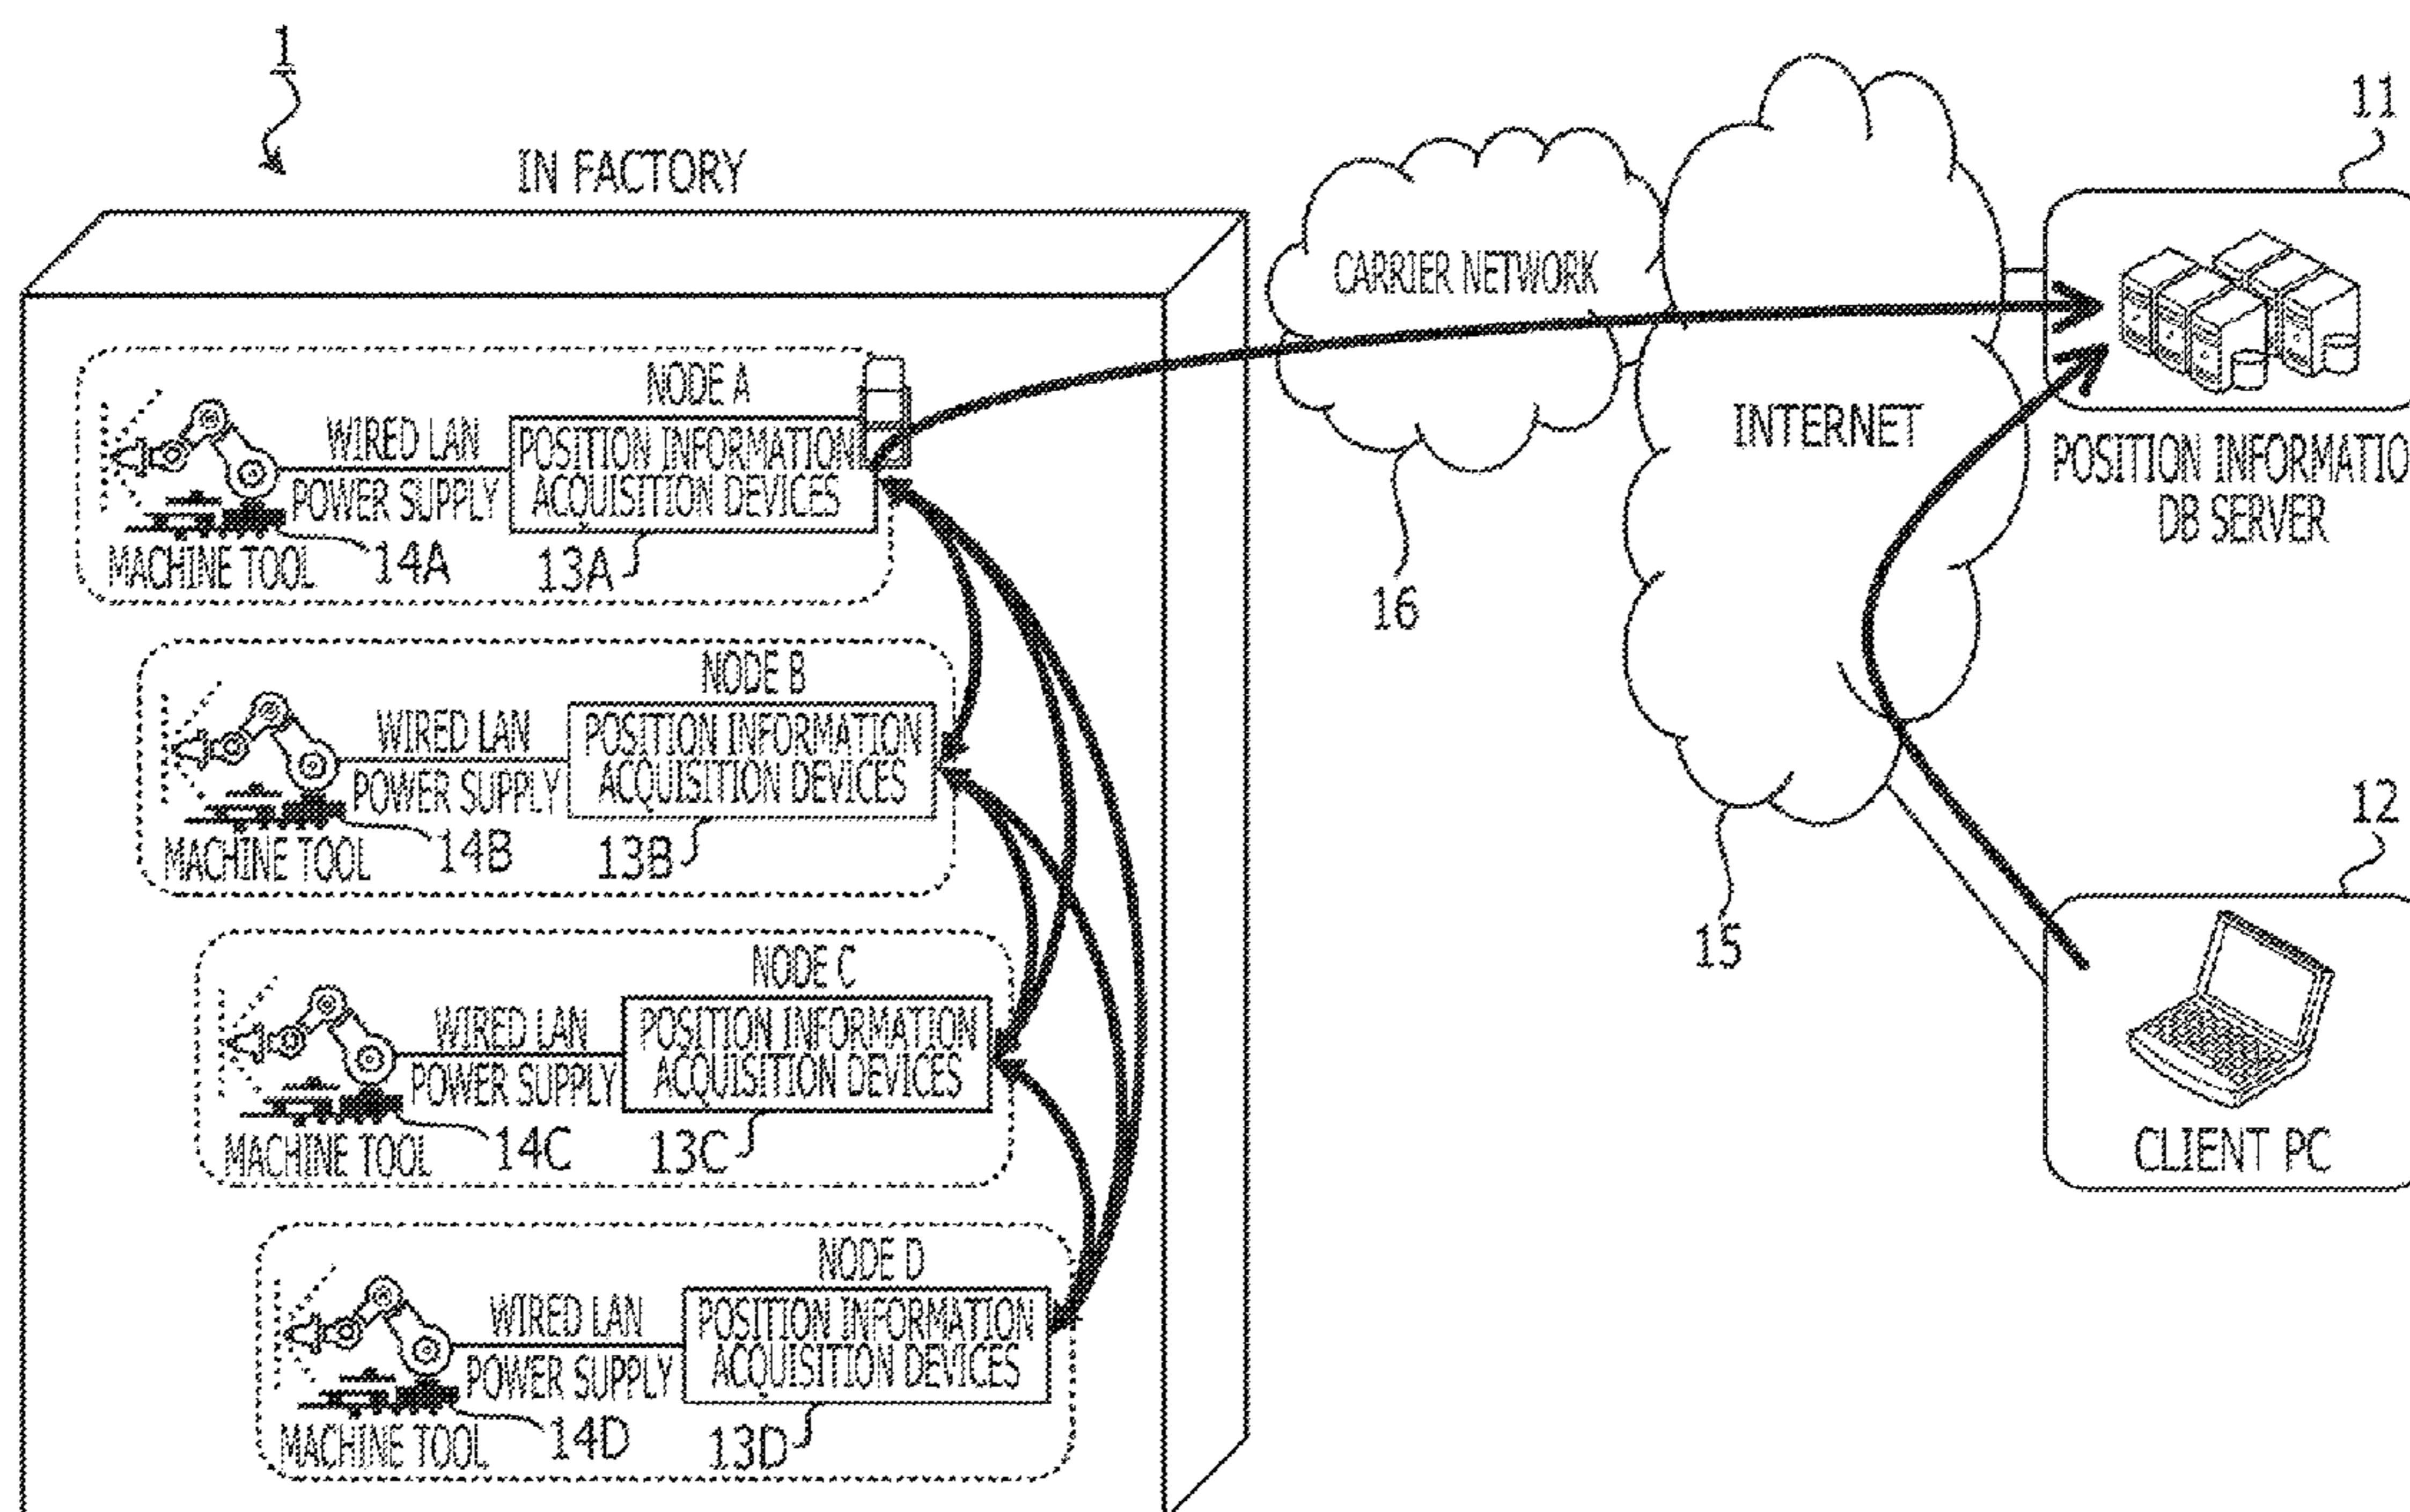 1
IN FACTORY
11
CARRIER NETWORK
NODE A
WIRED LAN
POSITION INFORMATION
POWER SUPPLY
ACQUISITION DEVICES
MACHINE TOOL
14A
13A
INTERNET
POSITION INFORMATIO
DB SERVER
16
NODE B
WIRED LAN
POSITION INFORMATION
POWER SUPPLY
ACQUISITION DEVICES
MACHINE TOOL
14B
13B
12
15
NODE C
WIRED LAN
POSITION INFORMATION
POWER SUPPLY
ACQUISITION DEVICES
MACHINE TOOL
14C
13C
CLIENT PC
NODE D
WIRED LAN
POSITION INFORMATION
POWER SUPPLY
ACQUISITION DEVICES
MACHINE TOOL
14D
13D